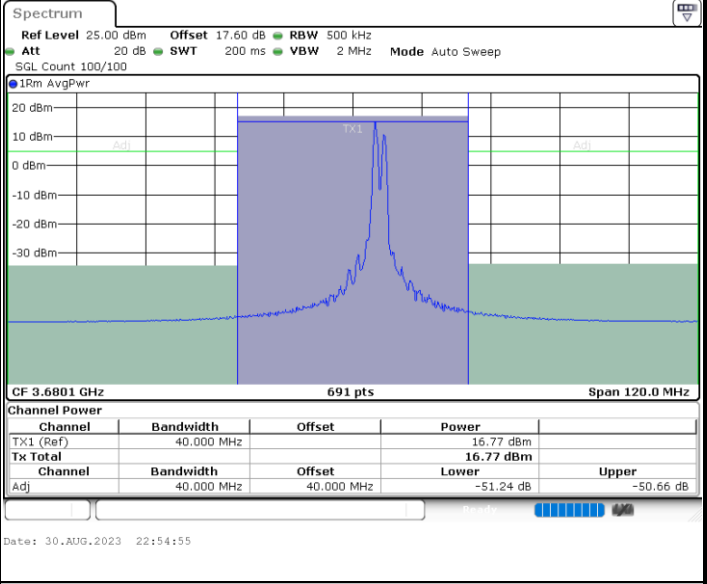 Spectrum
Ref Level 25.00 dBm Offset 17.60 dB RBW 500 kHz
Att 20 dB SWT 200 ms VBW 2 MHz Mode Auto Sweep
SGL Count 100/100
1Rm AvgPwr
20 dBm
TX1
10 dBm
Adj Adj
0 dBm
-10 dBm
-20 dBm
-30 dBm
CF 3.6801 GHz 691 pts Span 120.0 MHz
Channel Power
Channel Bandwidth Offset Power
TX1 (Ref) 40.000 MHz 16.77 dBm
Tx Total 16.77 dBm
Channel Bandwidth Offset Lower Upper
Adj 40.000 MHz 40.000 MHz -51.24 dB -50.66 dB
Ready
Date: 30.AUG.2023 22:54:55